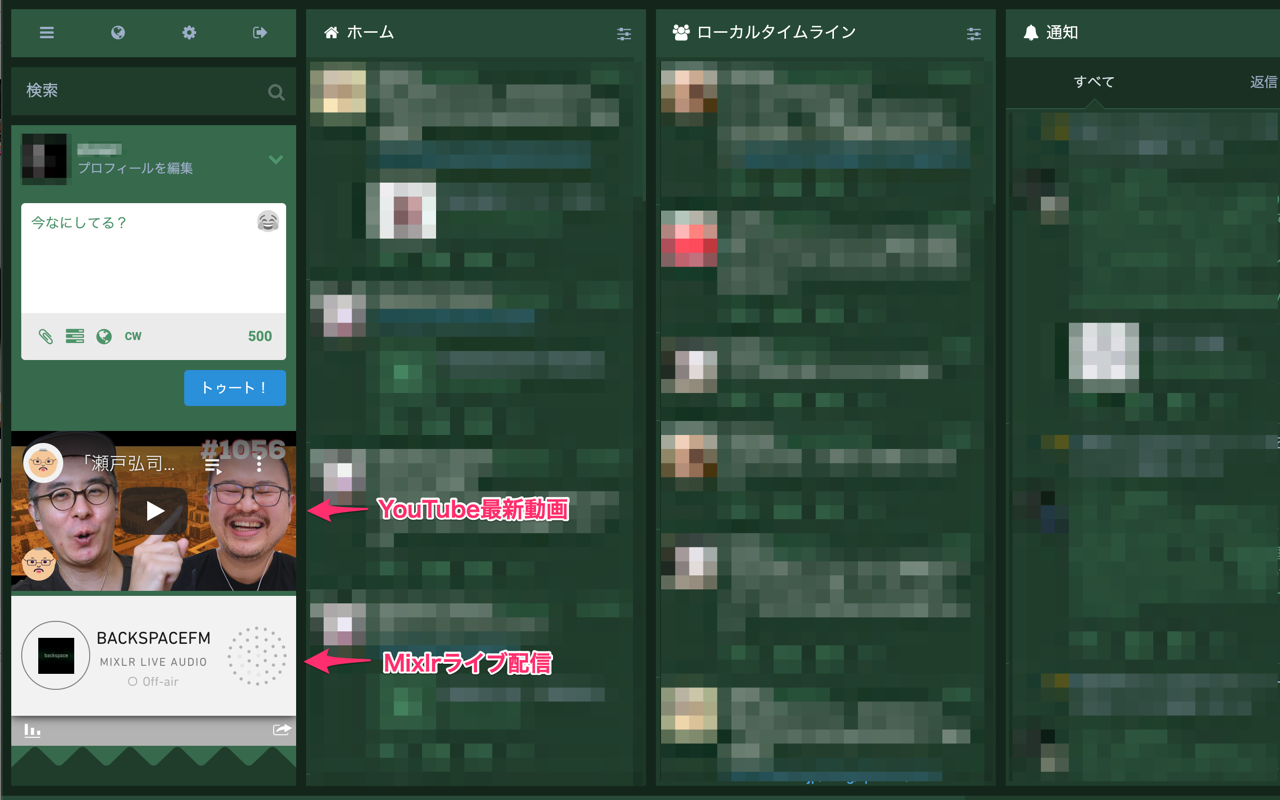 検索
プロフィールを編集
今なにしてる？
CW
500
トゥート！
#1056
「瀬戸弘司...
BACKSPACEFM
MIXLR LIVE AUDIO
Off-air
backspace
ホーム
YouTube最新動画
Mixlrライブ配信
ローカルタイムライン
通知
すべて
返信